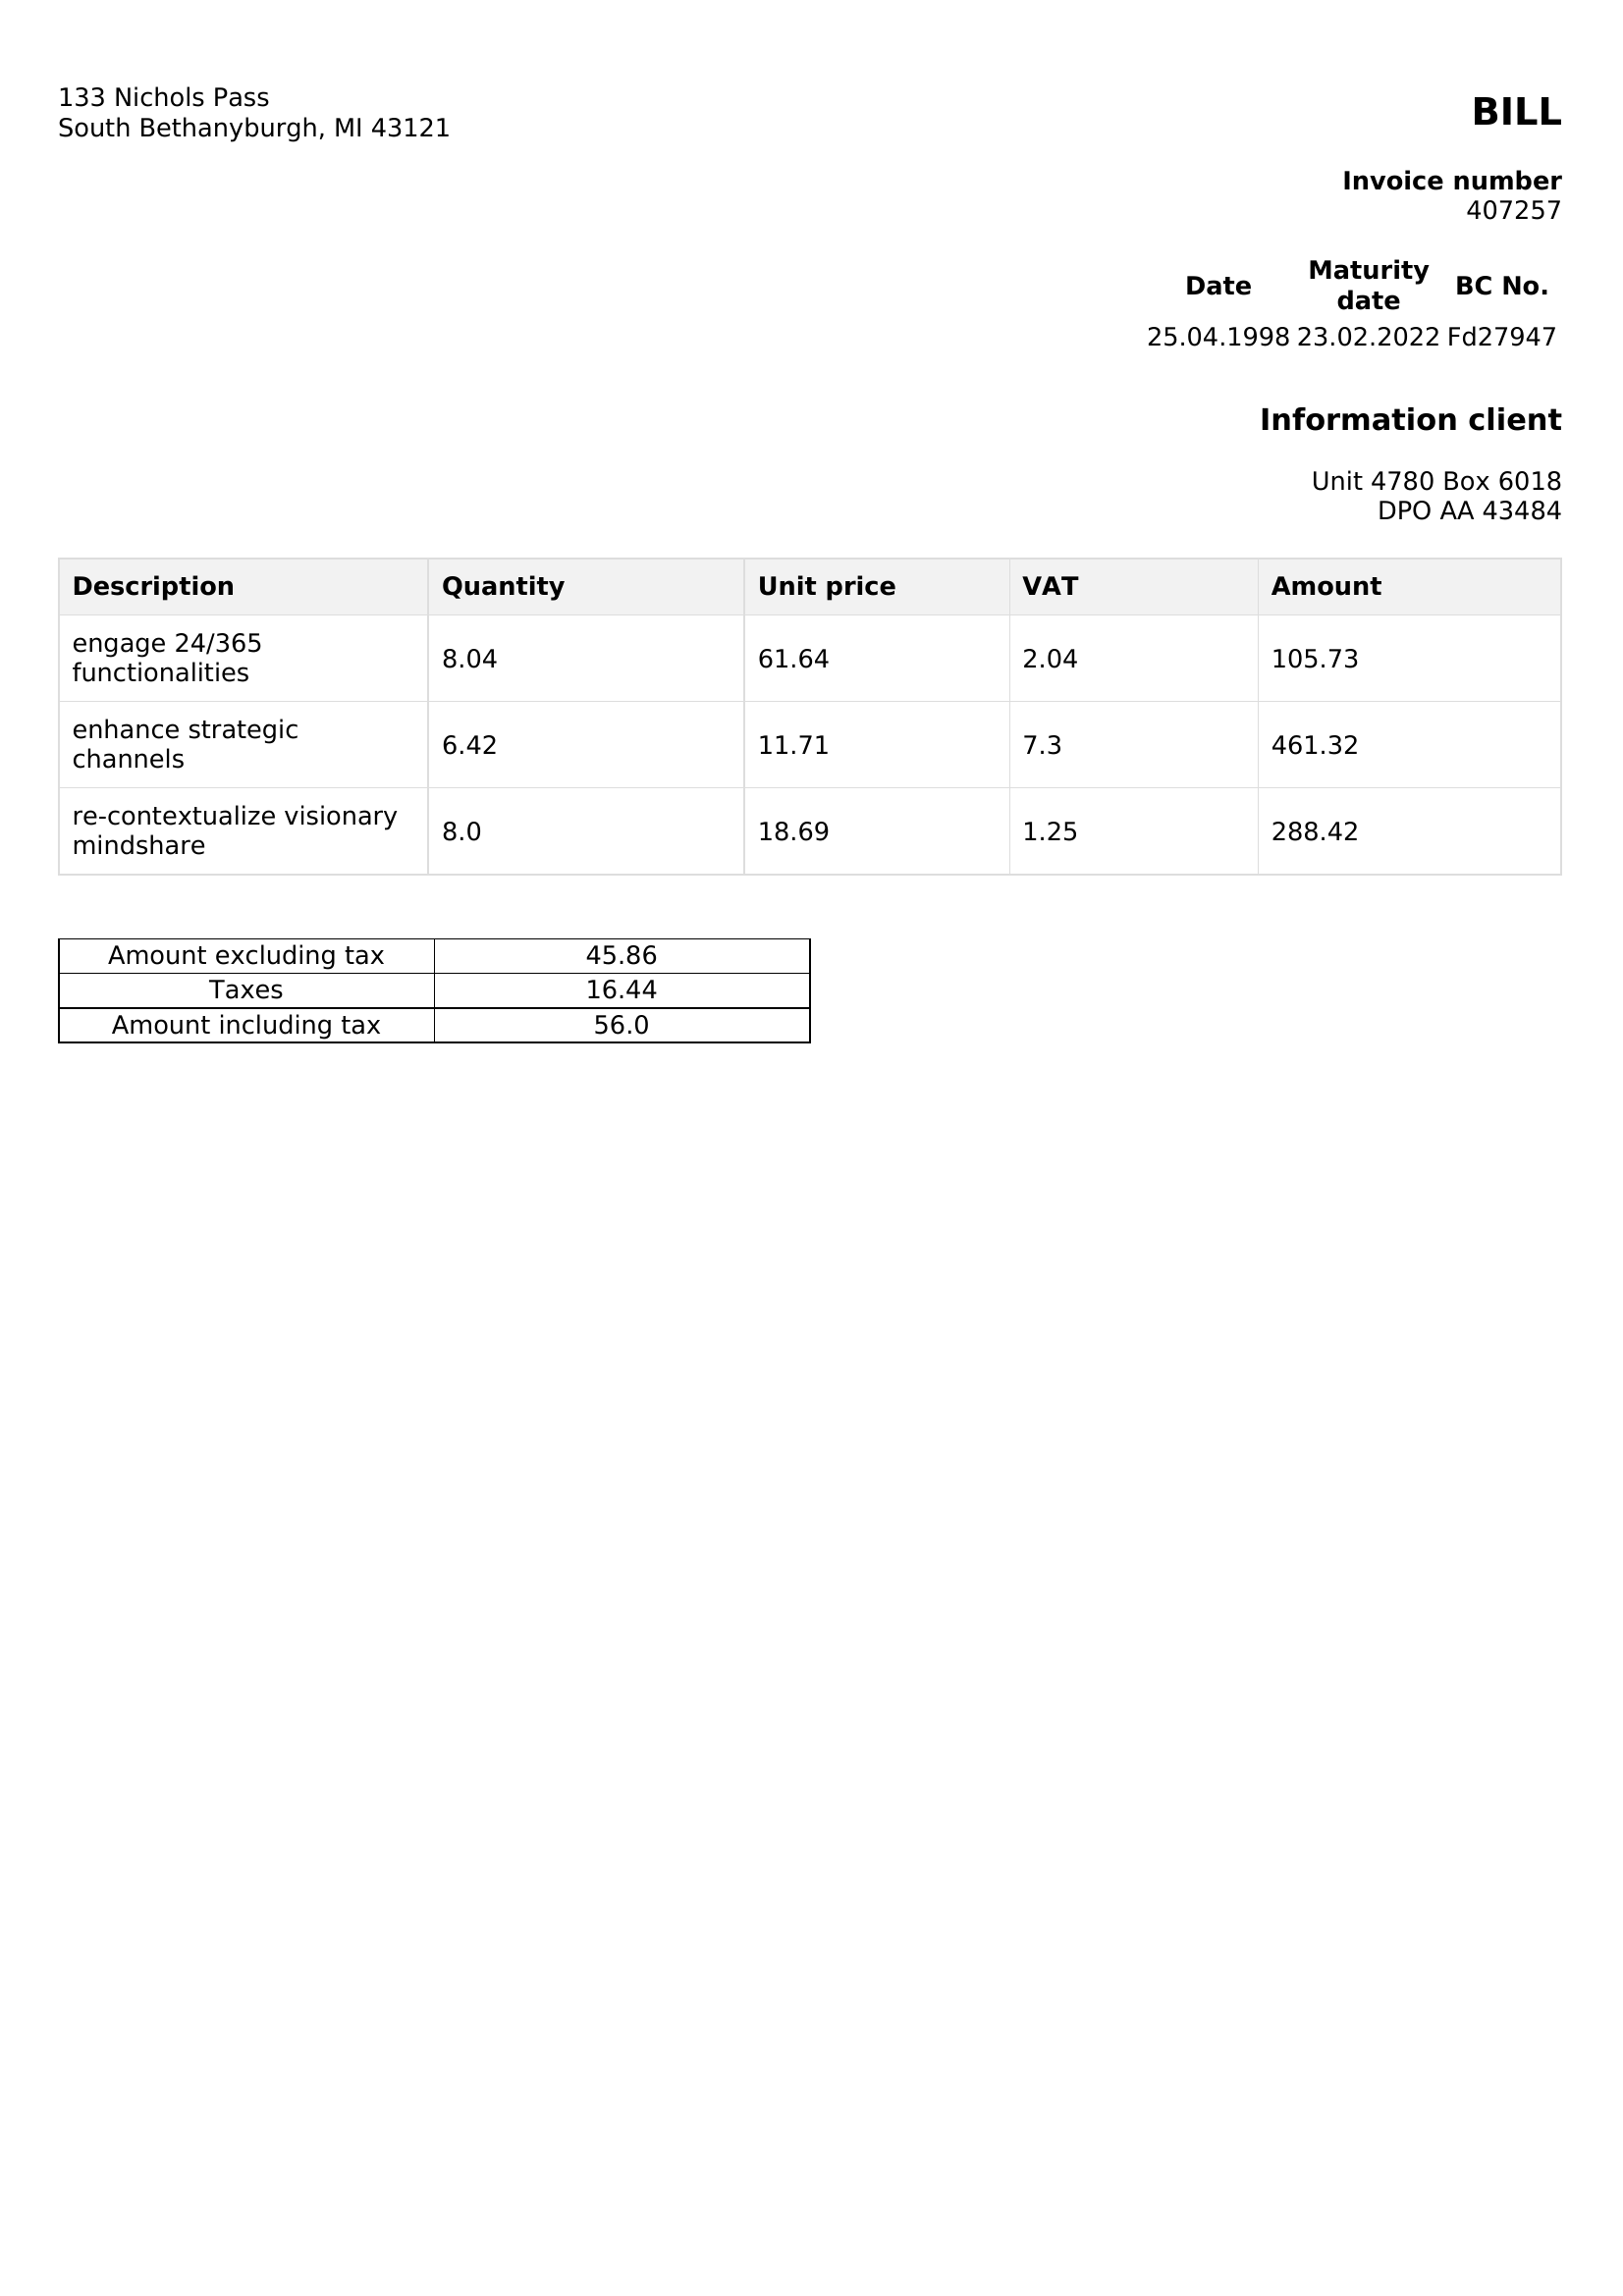 133 Nichols Pass
South Bethanyburgh, MI 43121
BILL
Invoice number
407257
Date Maturity date BC No.
25.04.1998 23.02.2022 Fd27947
Information client
Unit 4780 Box 6018
DPO AA 43484
Description Quantity Unit price VAT Amount
engage 24/365
functionalities 8.04 61.64 2.04 105.73
enhance strategic
channels 6.42 11.71 7.3 461.32
re-contextualize visionary
mindshare 8.0 18.69 1.25 288.42
Amount excluding tax 45.86
Taxes 16.44
Amount including tax 56.0